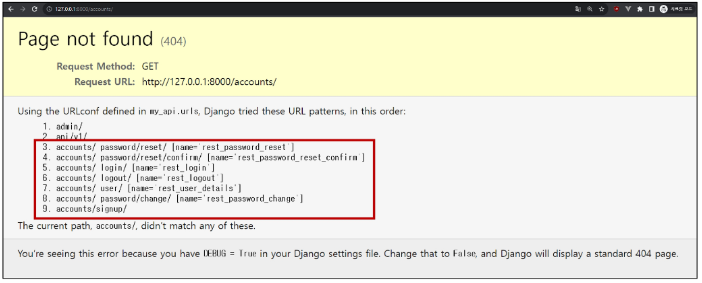 127.0.0.1:8000/accounts/
Page not found (404)
Request Method: GET
Request URL: http://127.0.0.1:8000/accounts/
Using the URLconf defined in my_api.urls, Django tried these URL patterns, in this order:
1. admin/
2. api/v1/
3. accounts/ password/reset/ [name='rest_password_reset']
4. accounts/ password/reset/confirm/ [name='rest_password_reset_confirm']
5. accounts/ login/ [name='rest_login']
6. accounts/ logout/ [name='rest_logout']
7. accounts/ user/ [name='rest_user_details']
8. accounts/ password/change/ [name='rest_password_change']
9. accounts/signup/
The current path, accounts/, didn't match any of these.
You're seeing this error because you have DEBUG = True in your Django settings file. Change that to False, and Django will display a standard 404 page.